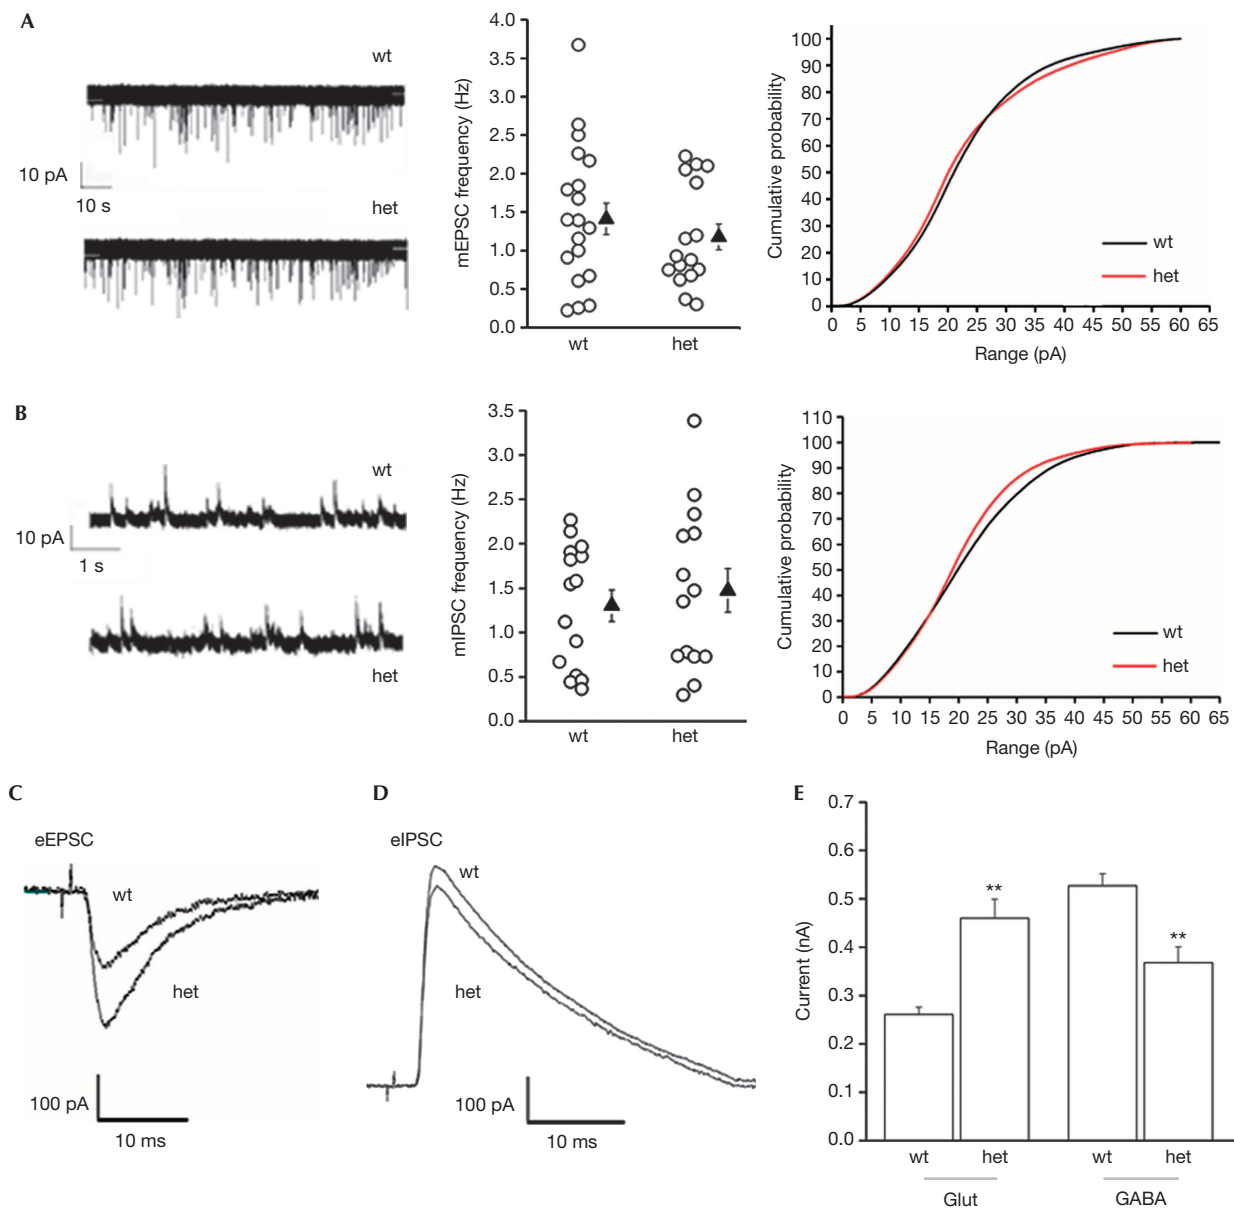 A
wt
10 pA
10 s
het
mEPSC frequency (Hz)
4.0
3.5
3.0
2.5
2.0
1.5
1.0
0.5
0.0
wt het
Cumulative probability
100
90
80
70
60
50
40
30
20
10
0
wt
het
0 5 10 15 20 25 30 35 40 45 50 55 60 65
Range (pA)
B
wt
10 pA
1 s
het
mIPSC frequency (Hz)
3.5
3.0
2.5
2.0
1.5
1.0
0.5
0.0
wt het
Cumulative probability
110
100
90
80
70
60
50
40
30
20
10
0
wt
het
0 5 10 15 20 25 30 35 40 45 50 55 60 65
Range (pA)
C
eEPSC
wt
het
100 pA
10 ms
D
eIPSC
wt
het
100 pA
10 ms
E
Current (nA)
0.7
0.6
0.5
0.4
0.3
0.2
0.1
0.0
**
**
wt het wt het
Glut GABA